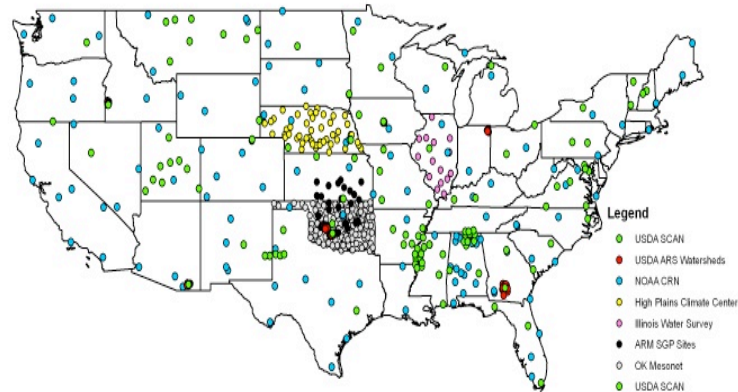 Legend
USDA SCAN
USDA ARS Watersheds
NOAA CRN
High Plains Climate Center
Illinois Water Survey
ARM SGP Sites
OK Mesonet
USDA SCAN